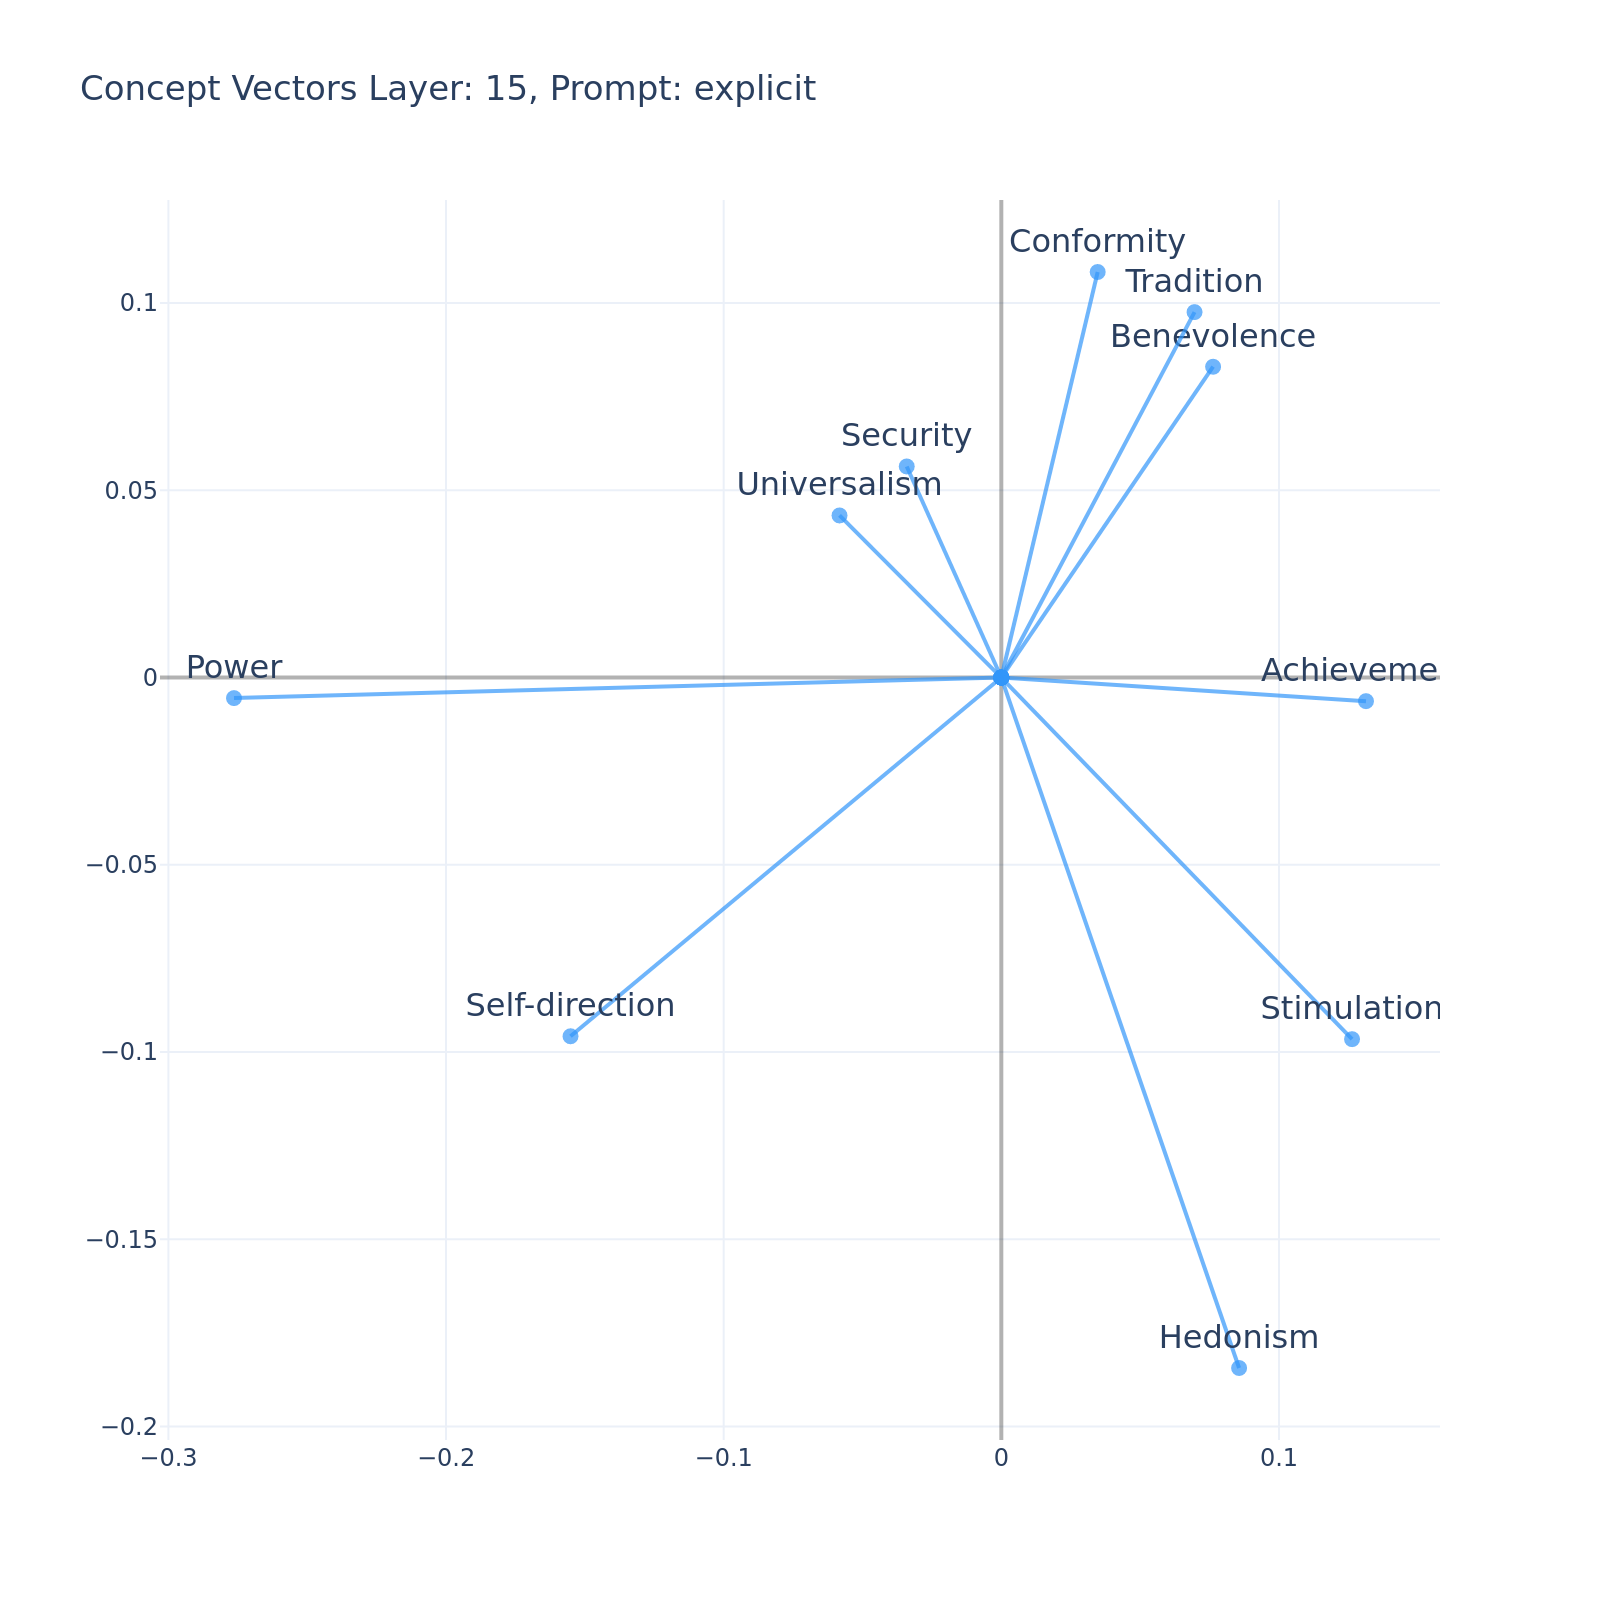 Concept Vectors Layer: 15, Prompt: explicit
Conformity
Tradition
0.1
Benevolence
Security
Universalism
0.05
Power
Achieveme
0
−0.05
Self-direction
Stimulation
−0.1
−0.15
Hedonism
−0.2
−0.3
−0.2
−0.1
0
0.1